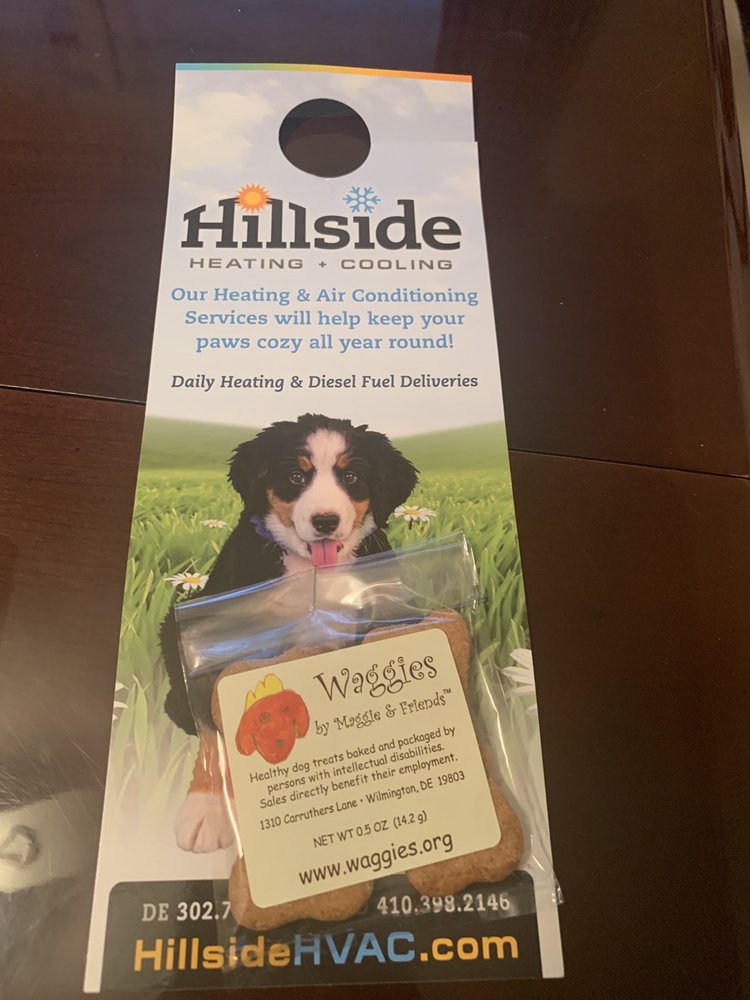 Hillside
HEATING + COOLING
Our Heating & Air Conditioning
Services will help keep your
paws cozy all year round!
Daily Heating & Diesel Fuel Deliveries
Waggies
by Maggie & Friends™
Healthy dog treats baked and packaged by
persons with intellectual disabilities.
Sales directly benefit their employment.
1310 Carruthers Lane • Wilmington, DE 19803
NET WT 0.5 OZ (14.2 g)
www.waggies.org
DE 302.7 410.398.2146
HillsideHVAC.com